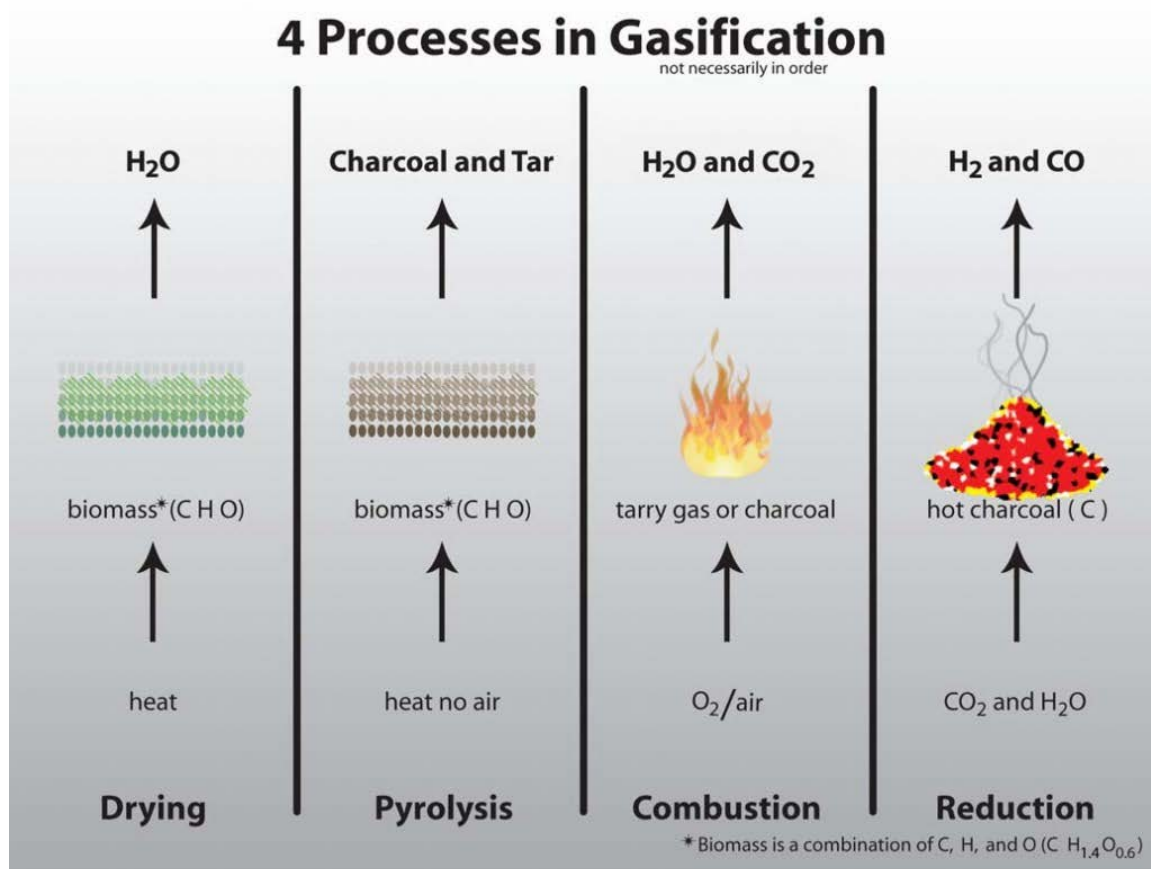 4 Processes in Gasification
not necessarily in order
H₂O
Charcoal and Tar
H₂O and CO₂
H₂ and CO
biomass*(C H O)
biomass*(C H O)
tarry gas or charcoal
hot charcoal ( C )
heat
heat no air
O₂/air
CO₂ and H₂O
Drying
Pyrolysis
Combustion
Reduction
* Biomass is a combination of C, H, and O (C H₁.₄O₀.₆)